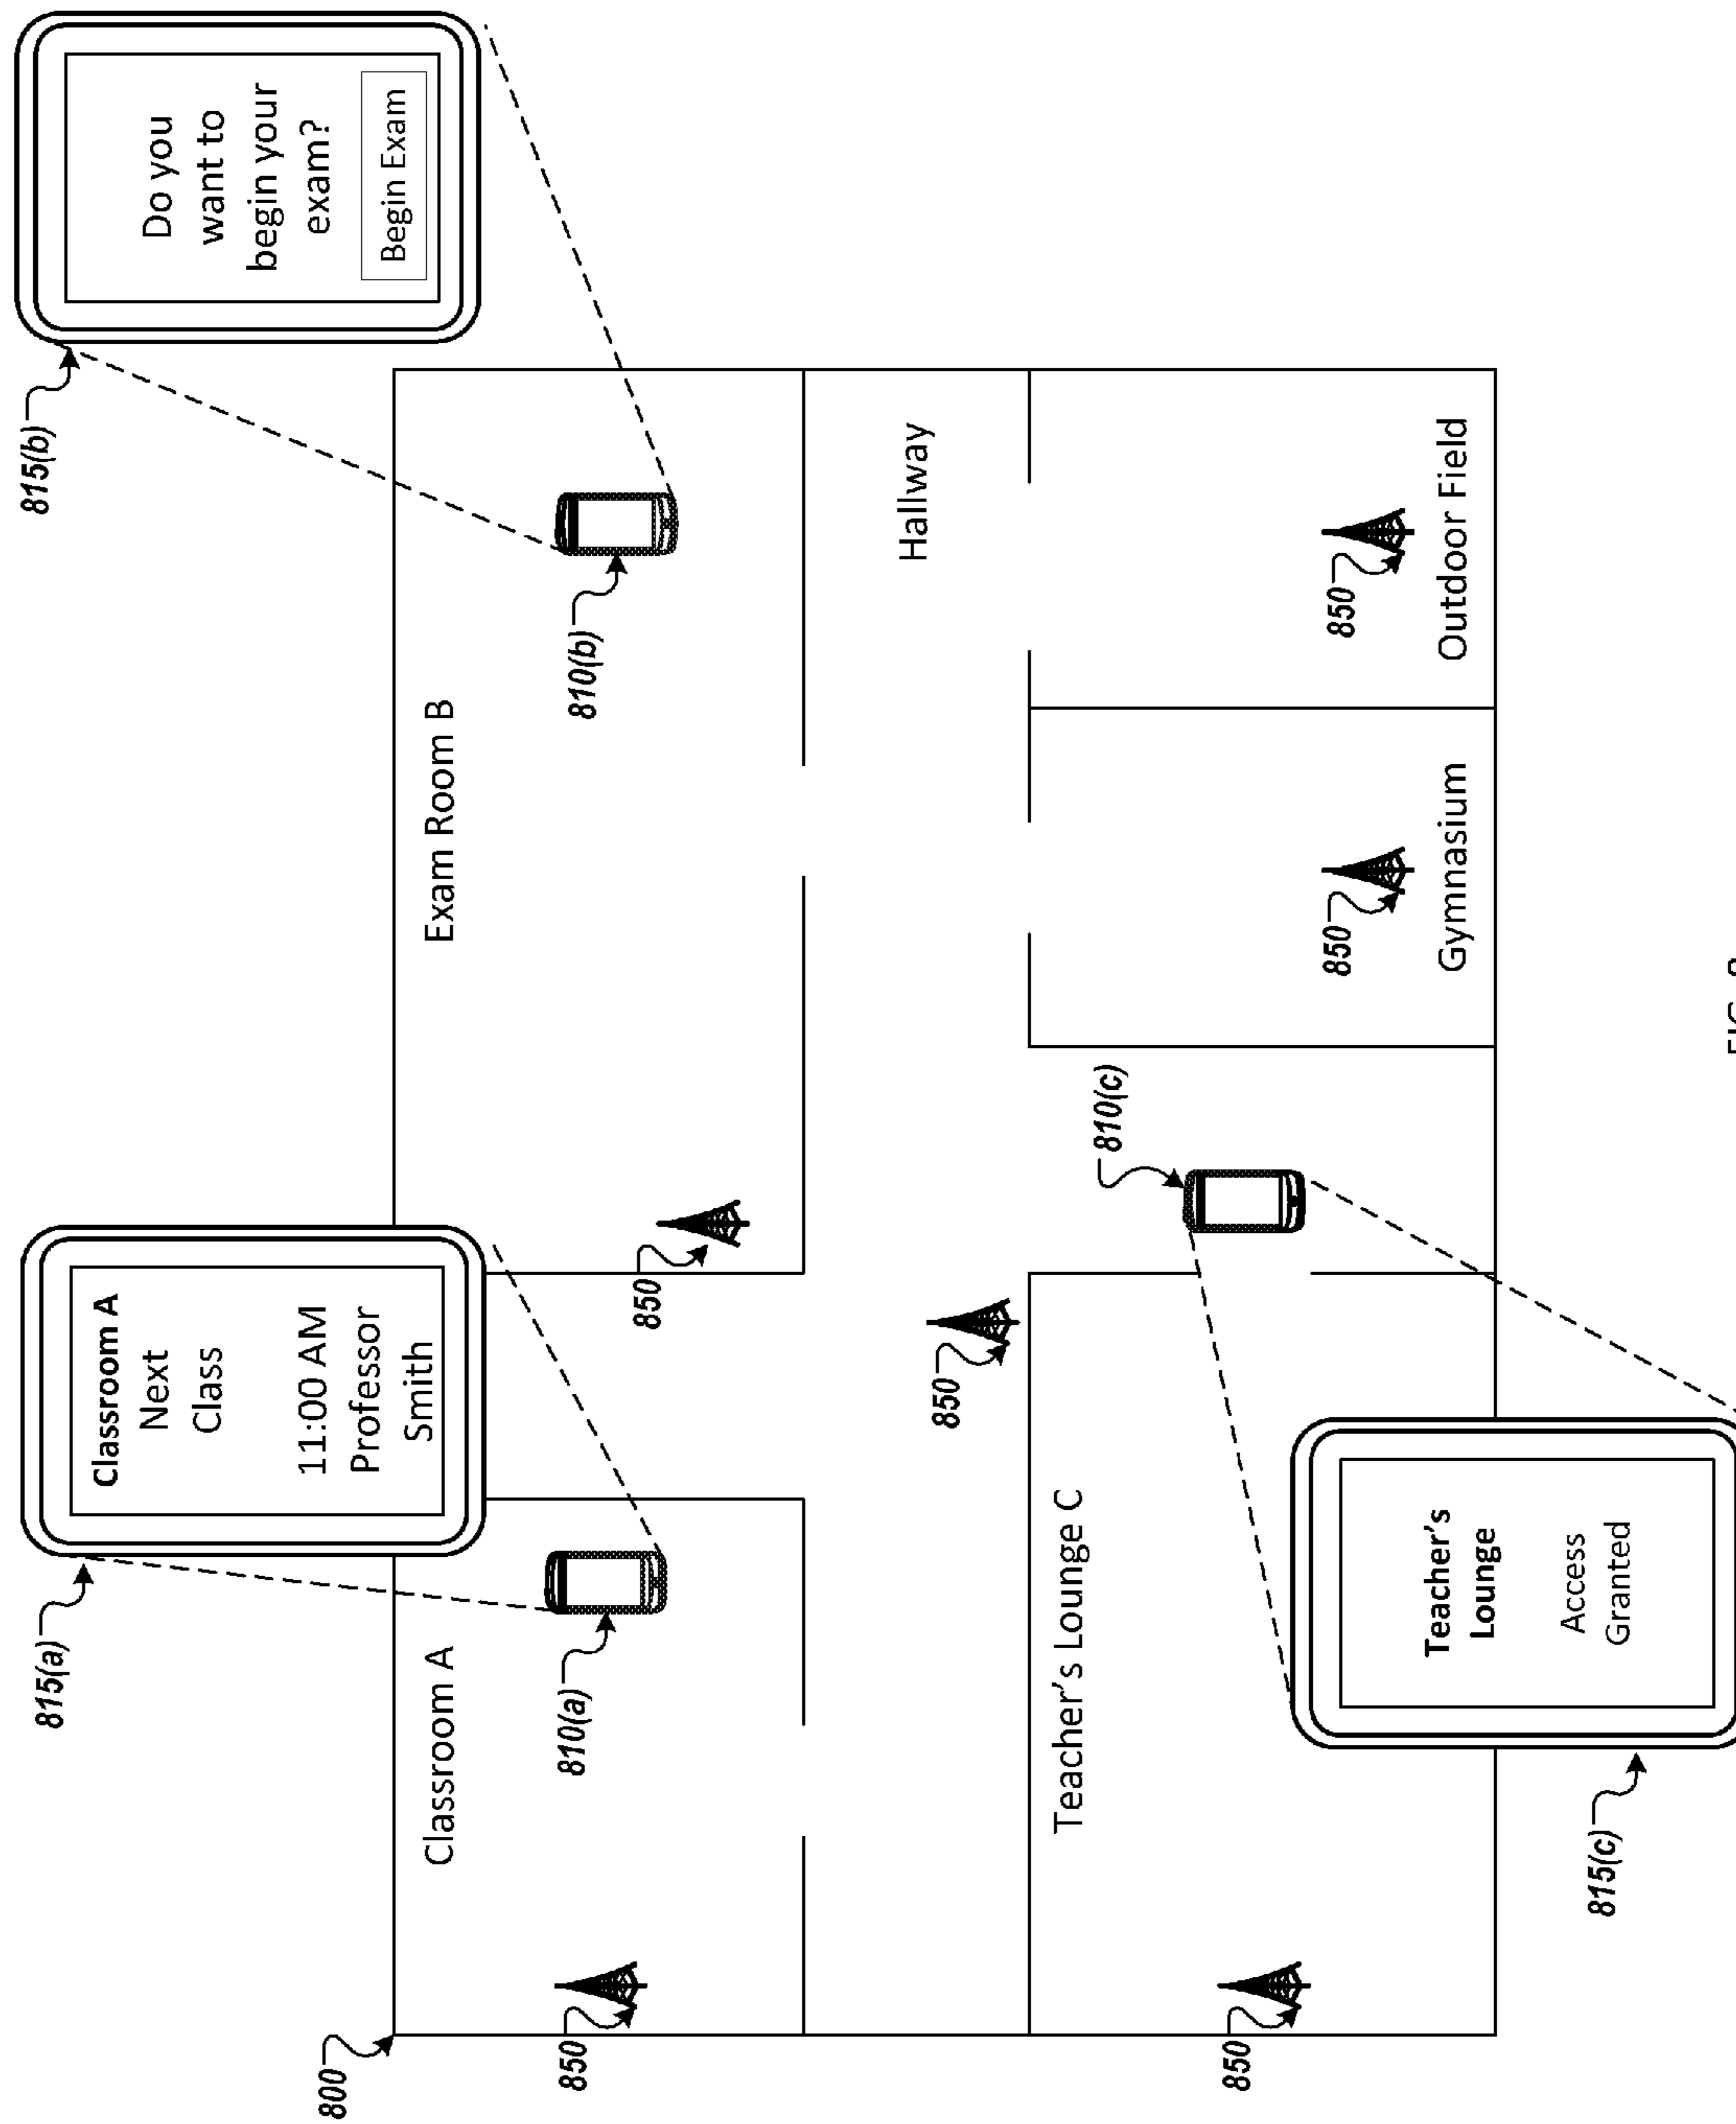 815(b)
Do you
want to
begin your
exam?
Begin Exam
815(a)
Classroom A
Next
Class
11:00 AM
Professor
Smith
800
Classroom A
Exam Room B
850
810(a)
850
810(b)
Hallway
850
Teacher's Lounge C
810(c)
850
850
850
Gymnasium
Outdoor Field
815(c)
Teacher's
Lounge
Access
Granted